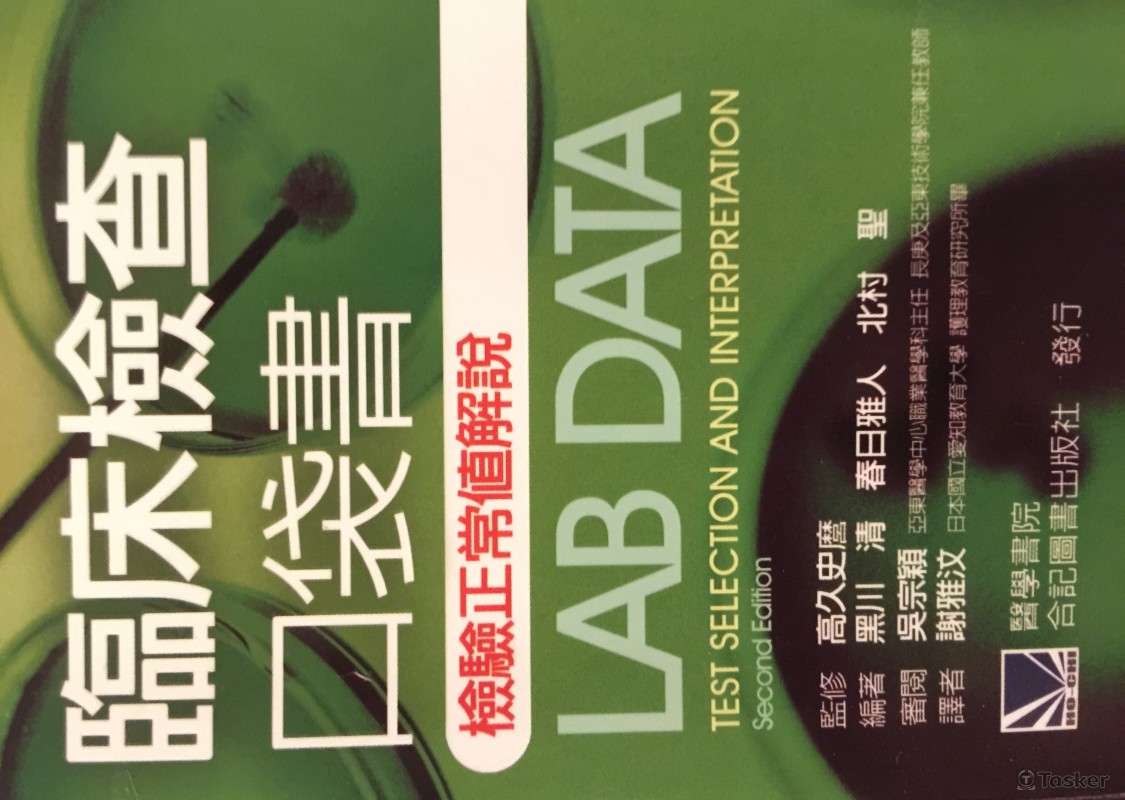 臨床檢查
口袋書
檢驗正常值解說
LAB DATA
TEST SELECTION AND INTERPRETATION
Second Edition
監修 高久史麿
編著 黑川 清 春日雅人 北村 聖
審閱 吳宗穎 亞東醫學中心職業醫學科主任 長庚及亞東技術學院兼任教師
譯者 謝雅汶 日本國立愛知教育大學 護理教育研究所畢
醫學書院
合記圖書出版社 發行
HO-CHI
Tasker